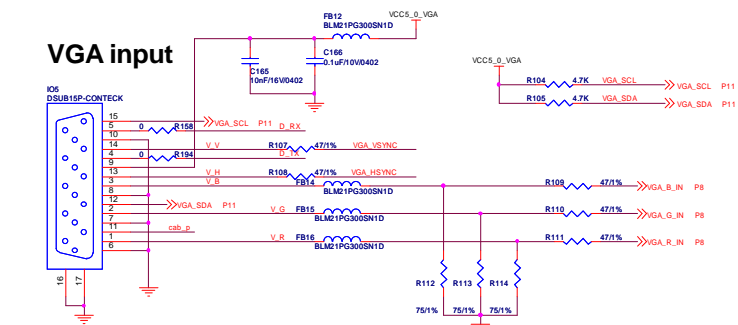 FB12
BLM21PG300SN1D
VCC5_0_VGA
VGA input
C165
10nF/16V/0402
C166
0.1uF/10V/0402
VCC5_0_VGA
R104 4.7K VGA_SCL
VGA_SCL P11
R105 4.7K VGA_SDA
VGA_SDA P11
IO5
DSUB15P-CONTECK
15
VGA_SCL P11
5
0 R158 D_RX
10
14
V_V R107 47/1% VGA_VSYNC
4
0 R194 D_TX
9
13
V_H R108 47/1% VGA_HSYNC
3
V_B FB14
BLM21PG300SN1D
R109 47/1%
VGA_B_IN P8
8
12
VGA_SDA P11
2
V_G FB15
BLM21PG300SN1D
R110 47/1%
VGA_G_IN P8
7
11
cab_p
1
V_R FB16
BLM21PG300SN1D
R111 47/1%
VGA_R_IN P8
6
16
17
R112 R113 R114
75/1% 75/1% 75/1%